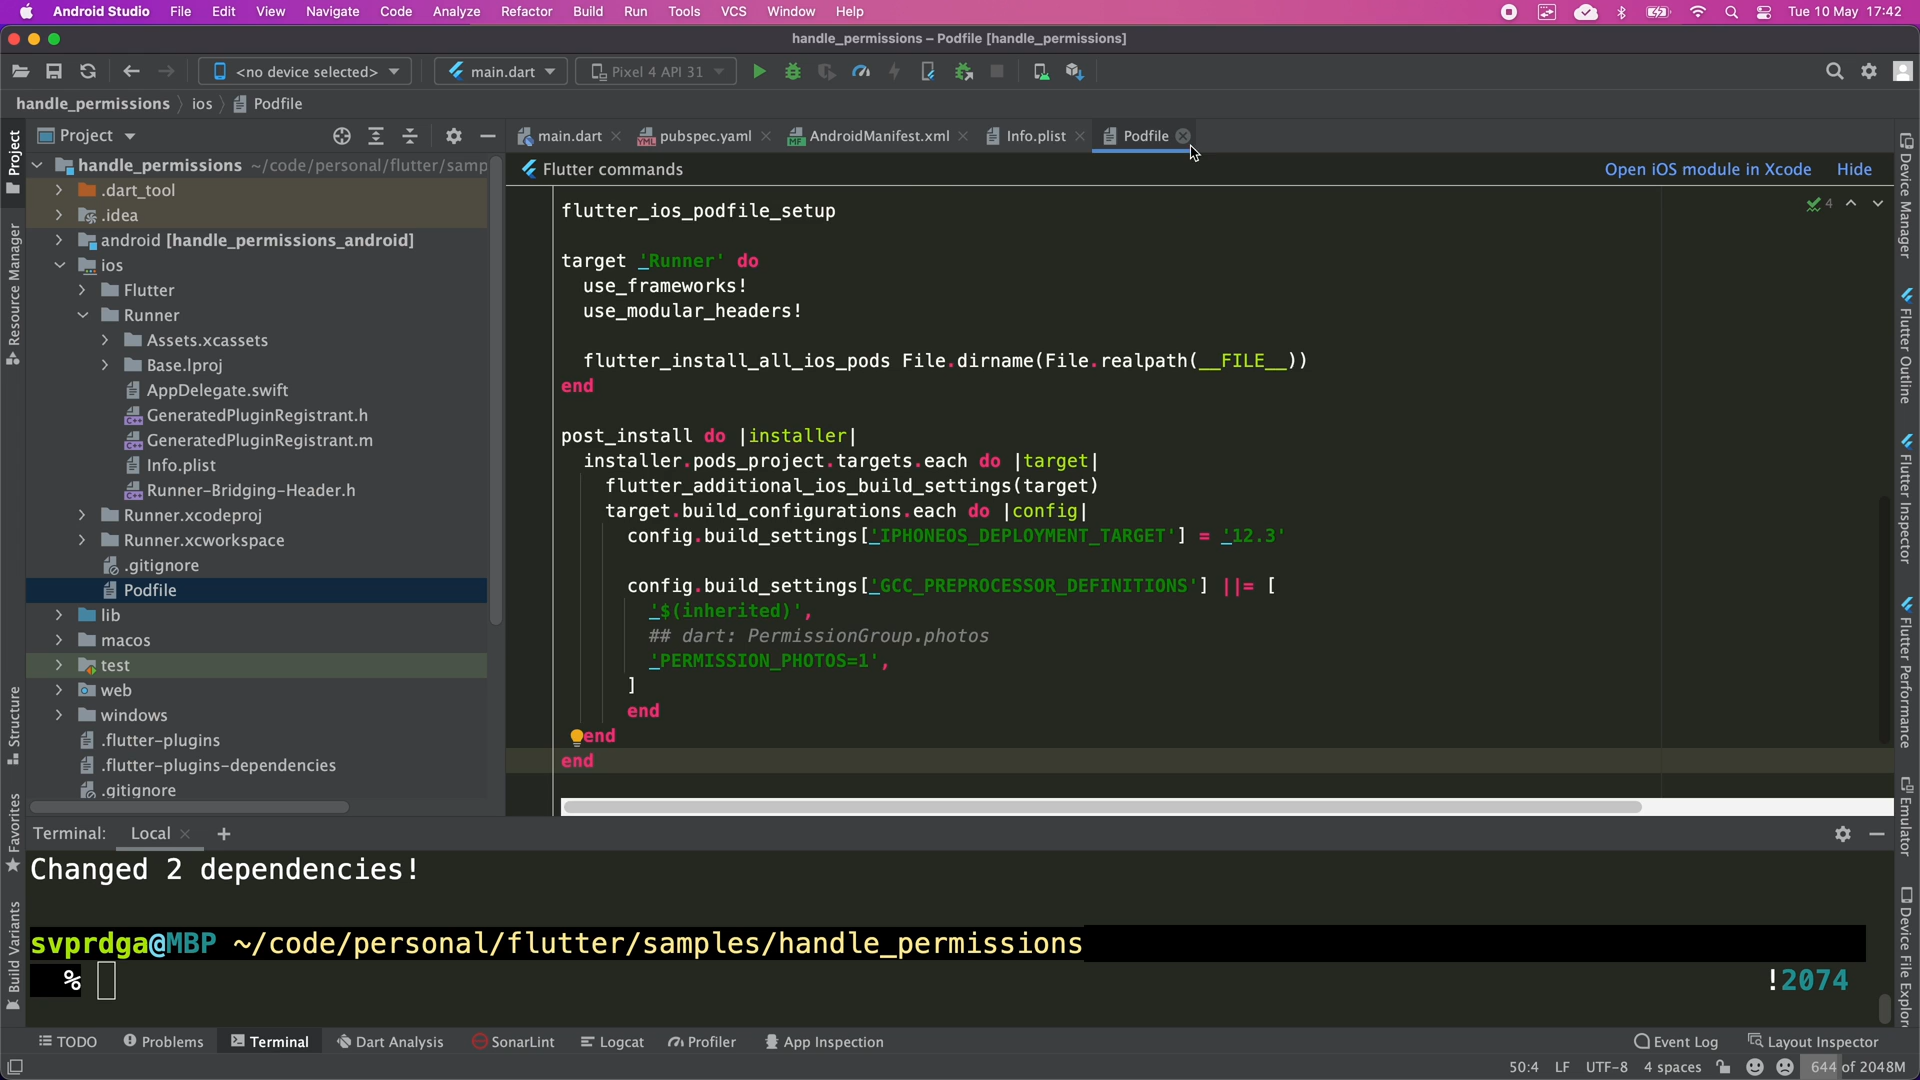 Android Studio File Edit View Navigate Code Analyze Refactor Build Run Tools VCS Window Help Tue 10 May 17:42
handle_permissions – Podfile [handle_permissions]
<no device selected> main.dart Pixel 4 API 31
handle_permissions ios Podfile
Project
main.dart pubspec.yaml AndroidManifest.xml Info.plist Podfile
Flutter commands Open iOS module in Xcode Hide
handle_permissions ~/code/personal/flutter/samp
.dart_tool
.idea
android [handle_permissions_android]
ios
Flutter
Runner
Assets.xcassets
Base.lproj
AppDelegate.swift
GeneratedPluginRegistrant.h
GeneratedPluginRegistrant.m
Info.plist
Runner-Bridging-Header.h
Runner.xcodeproj
Runner.xcworkspace
.gitignore
Podfile
lib
macos
test
web
windows
.flutter-plugins
.flutter-plugins-dependencies
.gitignore
4
flutter_ios_podfile_setup
target 'Runner' do
use_frameworks!
use_modular_headers!
flutter_install_all_ios_pods File.dirname(File.realpath(__FILE__))
end
post_install do |installer|
installer.pods_project.targets.each do |target|
flutter_additional_ios_build_settings(target)
target.build_configurations.each do |config|
config.build_settings['IPHONEOS_DEPLOYMENT_TARGET'] = '12.3'
config.build_settings['GCC_PREPROCESSOR_DEFINITIONS'] ||= [
'$(inherited)',
## dart: PermissionGroup.photos
'PERMISSION_PHOTOS=1',
]
end
end
end
Project
Resource Manager
Structure
Favorites
Build Variants
Device Manager
Flutter Outline
Flutter Inspector
Flutter Performance
Emulator
Device File Explor
Terminal: Local
Changed 2 dependencies!
svprdga@MBP ~/code/personal/flutter/samples/handle_permissions
% !2074
TODO Problems Terminal Dart Analysis SonarLint Logcat Profiler App Inspection Event Log Layout Inspector
50:4 LF UTF-8 4 spaces 644 of 2048M